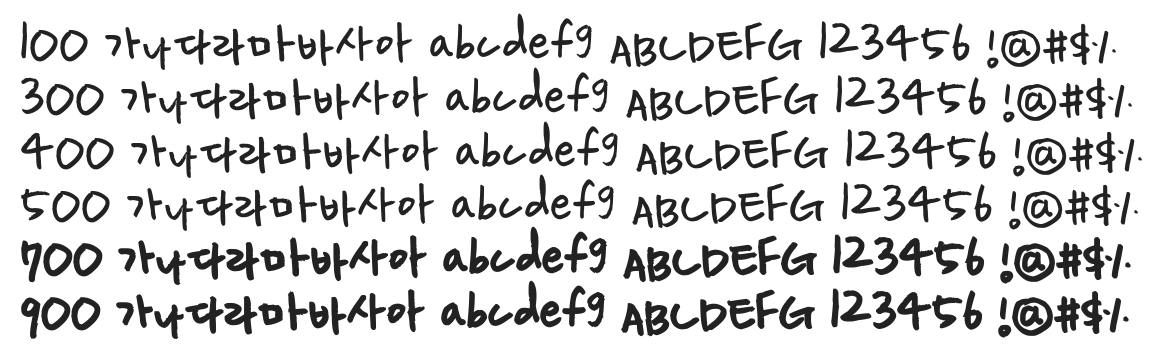 100 가나다라마바사아 abcdefg ABCDEFG 123456 !@#$%
300 가나다라마바사아 abcdefg ABCDEFG 123456 !@#$%
400 가나다라마바사아 abcdefg ABCDEFG 123456 !@#$%
500 가나다라마바사아 abcdefg ABCDEFG 123456 !@#$%
700 가나다라마바사아 abcdefg ABCDEFG 123456 !@#$%
900 가나다라마바사아 abcdefg ABCDEFG 123456 !@#$%